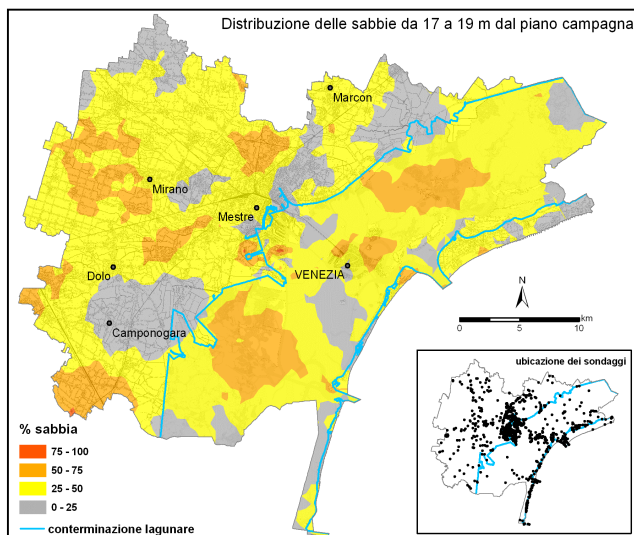 Distribuzione delle sabbie da 17 a 19 m dal piano campagna
Marcon
Mirano
Mestre
Dolo
VENEZIA
Camponogara
N
km
0 5 10
ubicazione dei sondaggi
% sabbia
75 - 100
50 - 75
25 - 50
0 - 25
conterminazione lagunare